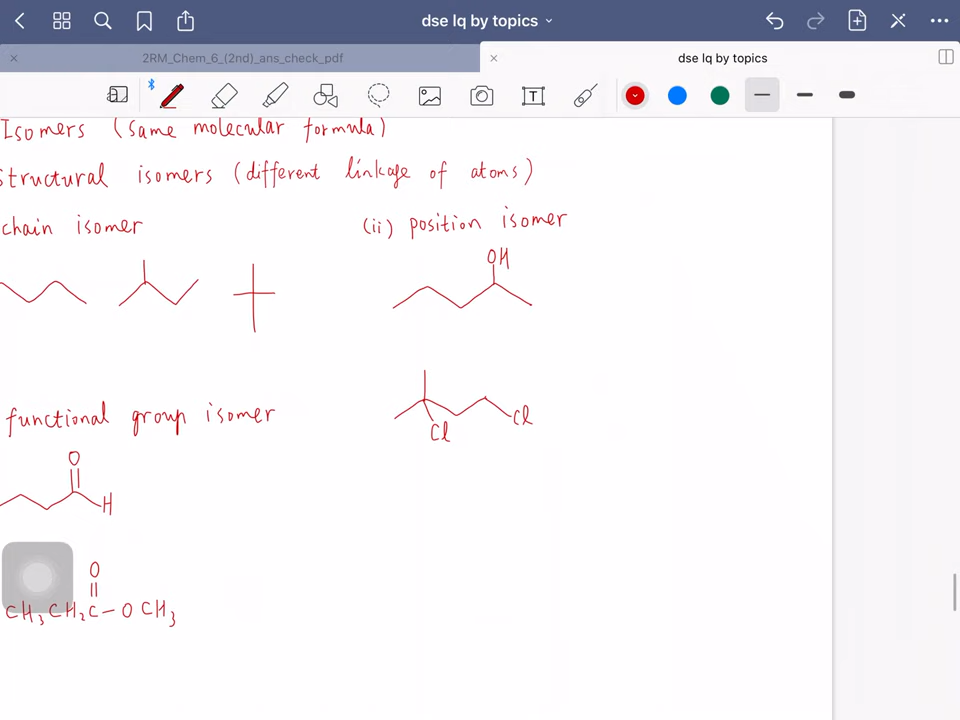 dse lq by topics
2RM_Chem_6_(2nd)_ans_check_pdf
dse lq by topics
T
Isomers (same molecular formula)
Structural isomers (different linkage of atoms)
chain isomer
(ii) position isomer
OH
Cl
Cl
functional group isomer
O
H
O
CH3CH2C-OCH3